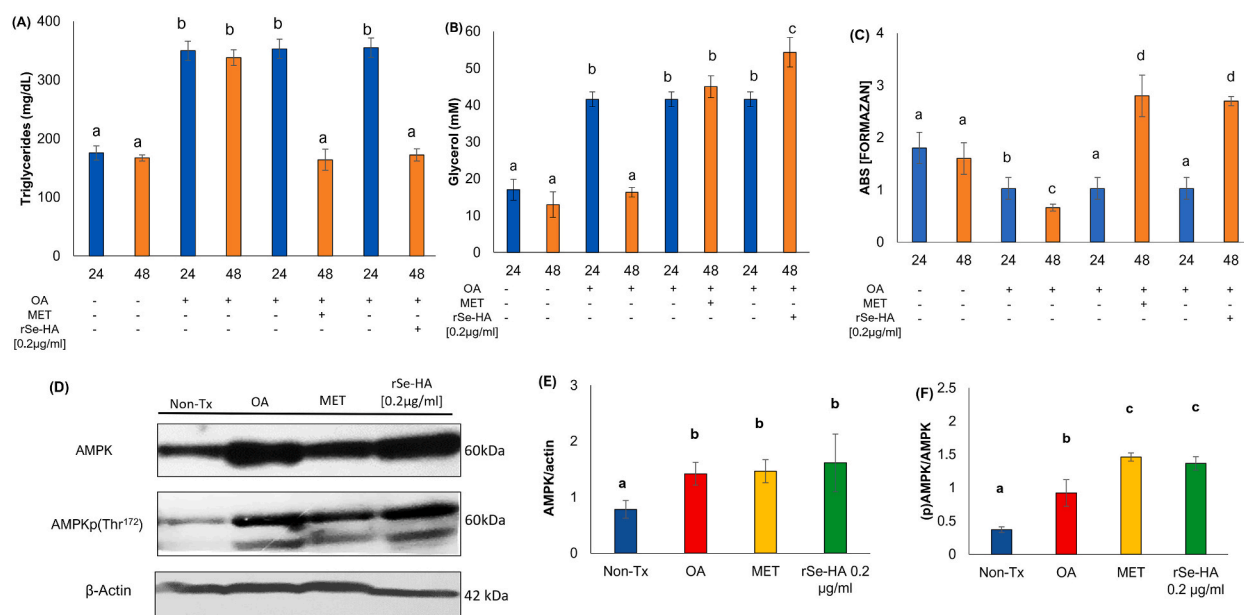 (A)
Triglycerides (mg/dL)
400
300
200
100
0
a a b b b a b a
24 48 24 48 24 48 24 48
OA - - + + + + + +
MET - - - - - + - -
rSe-HA - - - - - - - +
[0.2µg/ml]
(B)
Glycerol (mM)
60
50
40
30
20
10
0
a a b a b b b c
24 48 24 48 24 48 24 48
OA - - + + + + + +
MET - - - - - + - -
rSe-HA - - - - - - - +
[0.2µg/ml]
(C)
ABS [FORMAZAN]
4
3
2
1
0
a a b c a d a d
24 48 24 48 24 48 24 48
OA - - + + + + + +
MET - - - - - + - -
rSe-HA - - - - - - - +
[0.2µg/ml]
(D)
Non-Tx OA MET rSe-HA
[0.2µg/ml]
AMPK 60kDa
AMPKp(Thr¹⁷²) 60kDa
β-Actin 42 kDa
(E)
AMPK/actin
3
2
1
0
a b b b
Non-Tx OA MET rSe-HA 0.2
µg/ml
(F)
(p)AMPK/AMPK
2.5
2
1.5
1
0.5
0
a b c c
Non-Tx OA MET rSe-HA
0.2 µg/ml